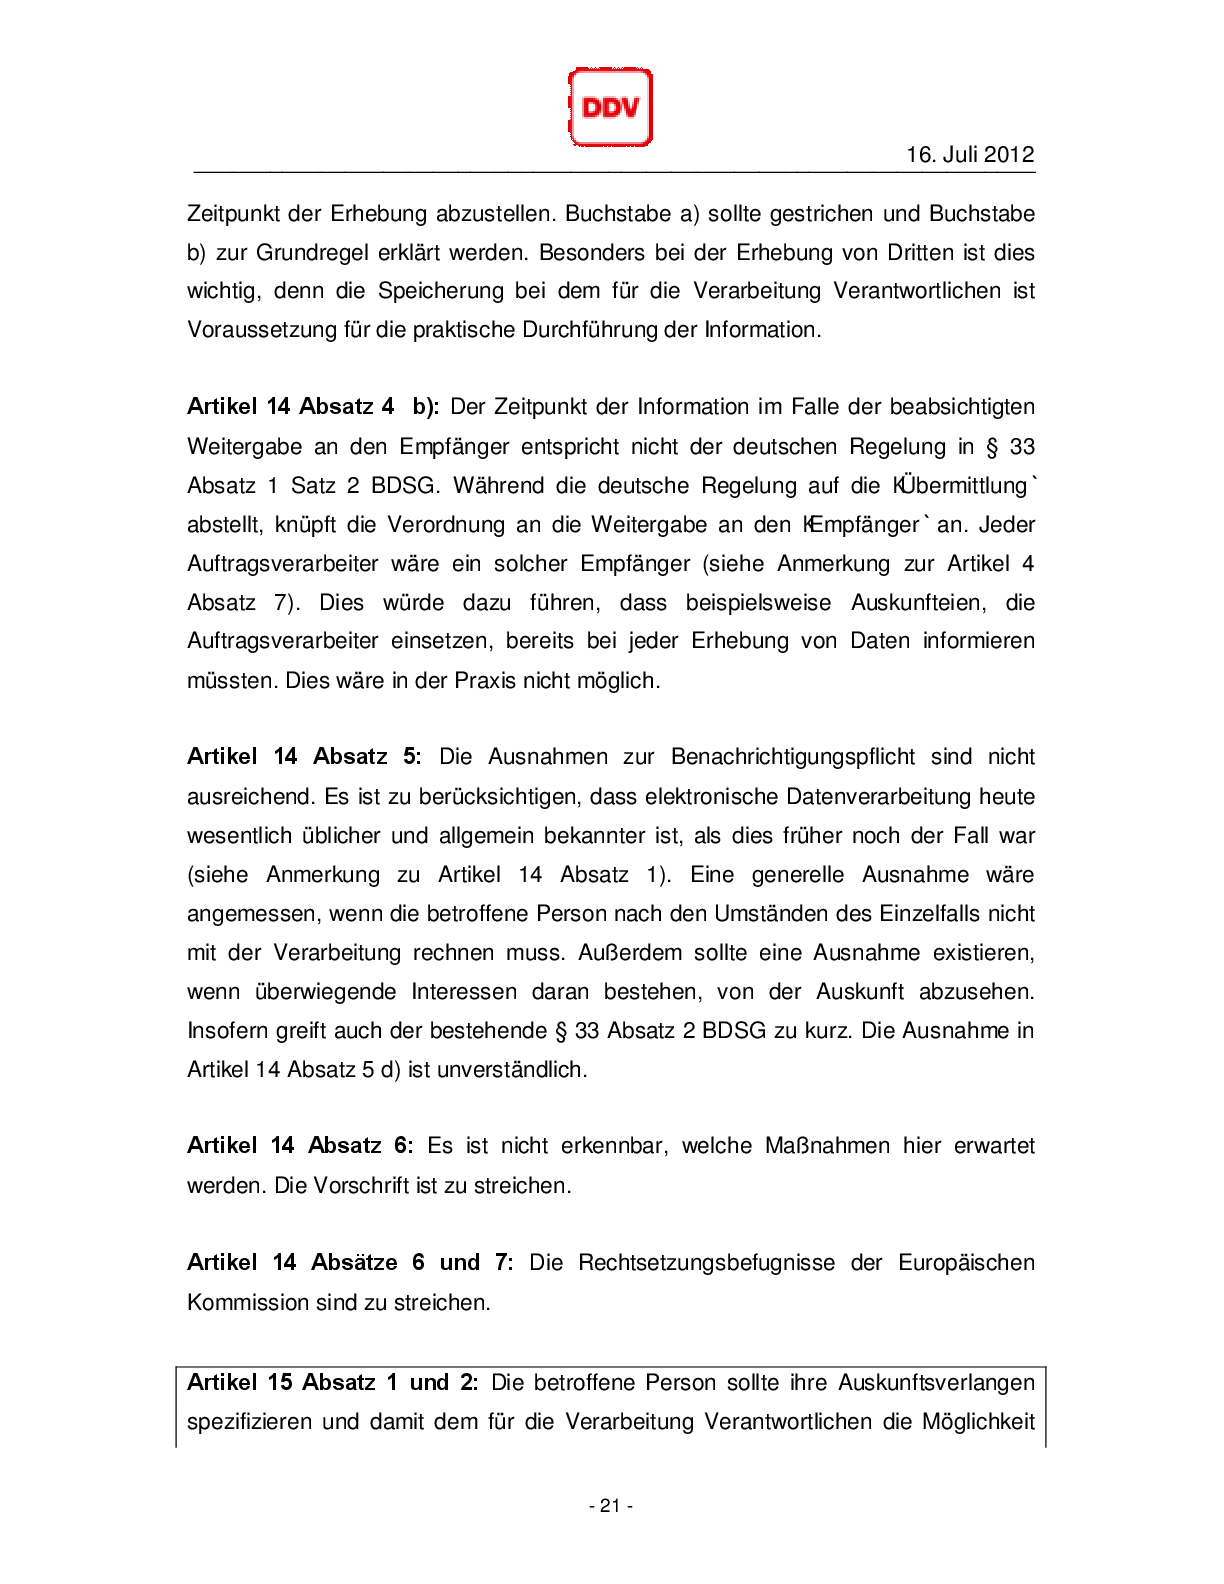 DDV
16. Juli 2012
Zeitpunkt der Erhebung abzustellen. Buchstabe a) sollte gestrichen und Buchstabe
b) zur Grundregel erklärt werden. Besonders bei der Erhebung von Dritten ist dies
wichtig, denn die Speicherung bei dem für die Verarbeitung Verantwortlichen ist
Voraussetzung für die praktische Durchführung der Information.
Artikel 14 Absatz 4 b): Der Zeitpunkt der Information im Falle der beabsichtigten
Weitergabe an den Empfänger entspricht nicht der deutschen Regelung in § 33
Absatz 1 Satz 2 BDSG. Während die deutsche Regelung auf die KÜbermittlung`
abstellt, knüpft die Verordnung an die Weitergabe an den KEmpfänger` an. Jeder
Auftragsverarbeiter wäre ein solcher Empfänger (siehe Anmerkung zur Artikel 4
Absatz 7). Dies würde dazu führen, dass beispielsweise Auskunfteien, die
Auftragsverarbeiter einsetzen, bereits bei jeder Erhebung von Daten informieren
müssten. Dies wäre in der Praxis nicht möglich.
Artikel 14 Absatz 5: Die Ausnahmen zur Benachrichtigungspflicht sind nicht
ausreichend. Es ist zu berücksichtigen, dass elektronische Datenverarbeitung heute
wesentlich üblicher und allgemein bekannter ist, als dies früher noch der Fall war
(siehe Anmerkung zu Artikel 14 Absatz 1). Eine generelle Ausnahme wäre
angemessen, wenn die betroffene Person nach den Umständen des Einzelfalls nicht
mit der Verarbeitung rechnen muss. Außerdem sollte eine Ausnahme existieren,
wenn überwiegende Interessen daran bestehen, von der Auskunft abzusehen.
Insofern greift auch der bestehende § 33 Absatz 2 BDSG zu kurz. Die Ausnahme in
Artikel 14 Absatz 5 d) ist unverständlich.
Artikel 14 Absatz 6: Es ist nicht erkennbar, welche Maßnahmen hier erwartet
werden. Die Vorschrift ist zu streichen.
Artikel 14 Absätze 6 und 7: Die Rechtsetzungsbefugnisse der Europäischen
Kommission sind zu streichen.
Artikel 15 Absatz 1 und 2: Die betroffene Person sollte ihre Auskunftsverlangen
spezifizieren und damit dem für die Verarbeitung Verantwortlichen die Möglichkeit
- 21 -